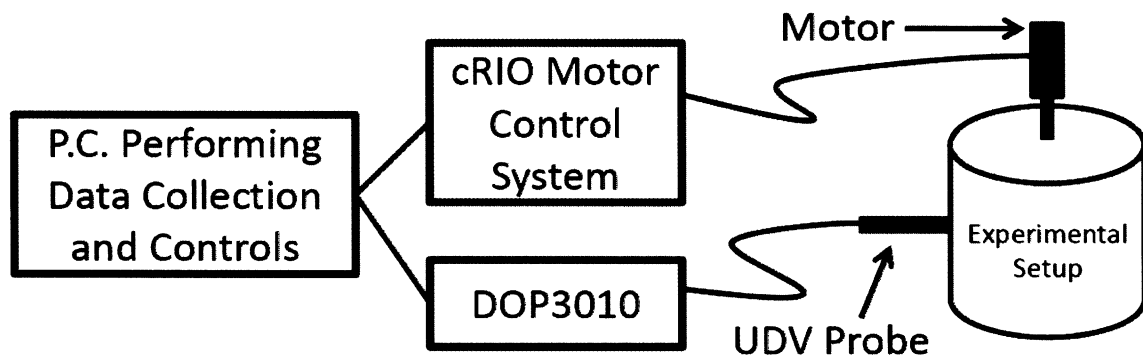 P.C. Performing
Data Collection
and Controls
cRIO Motor
Control
System
DOP3010
Motor
UDV Probe
Experimental
Setup